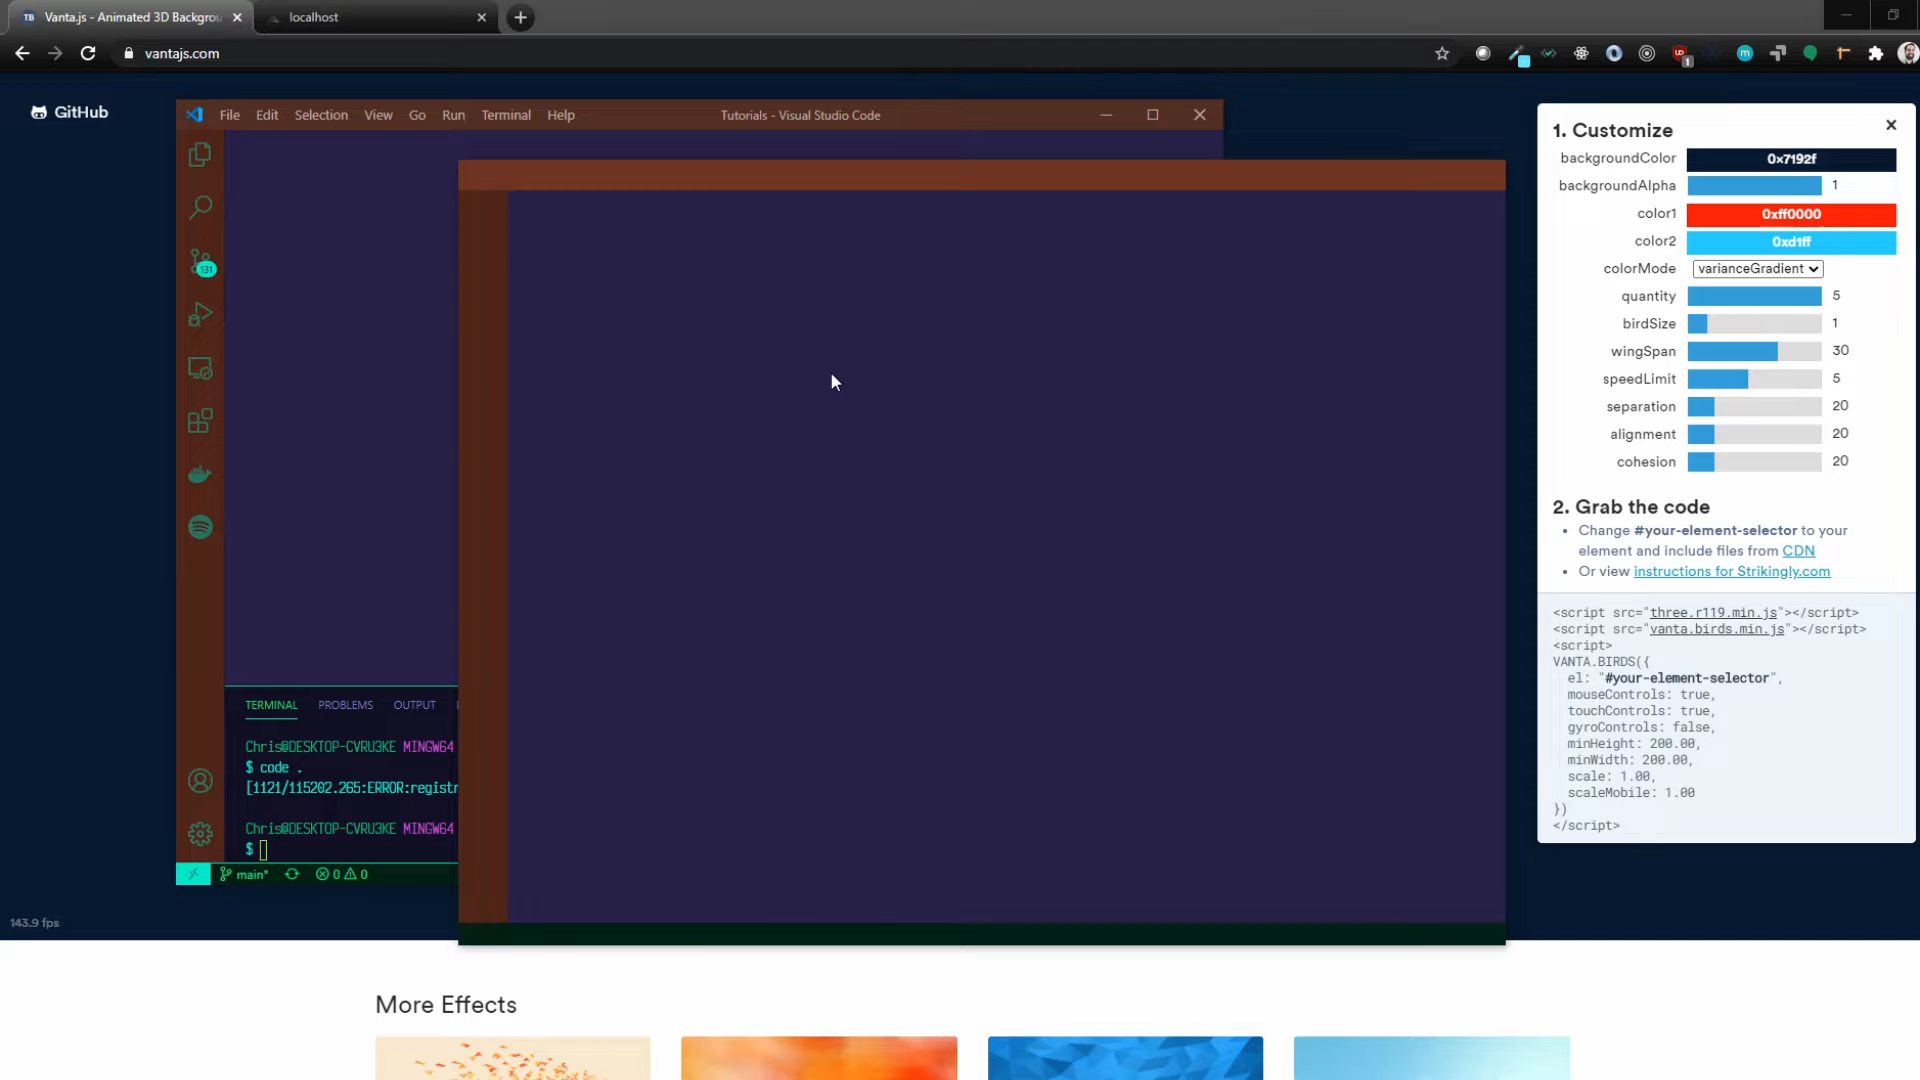 Vanta.js - Animated 3D Backgrou
localhost
vantajs.com
1
GitHub
File Edit Selection View Go Run Terminal Help
Tutorials - Visual Studio Code
131
TERMINAL PROBLEMS OUTPUT
Chris@DESKTOP-CVRU3KE MINGW64
$ code .
[1121/115202.265:ERROR:registr
Chris@DESKTOP-CVRU3KE MINGW64
$
main* 0 0
143.9 fps
1. Customize
backgroundColor 0x7192f
backgroundAlpha 1
color1 0xff0000
color2 0xd1ff
colorMode varianceGradient
quantity 5
birdSize 1
wingSpan 30
speedLimit 5
separation 20
alignment 20
cohesion 20
2. Grab the code
• Change #your-element-selector to your
element and include files from CDN
• Or view instructions for Strikingly.com
<script src="three.r119.min.js"></script>
<script src="vanta.birds.min.js"></script>
<script>
VANTA.BIRDS({
el: "#your-element-selector",
mouseControls: true,
touchControls: true,
gyroControls: false,
minHeight: 200.00,
minWidth: 200.00,
scale: 1.00,
scaleMobile: 1.00
})
</script>
More Effects